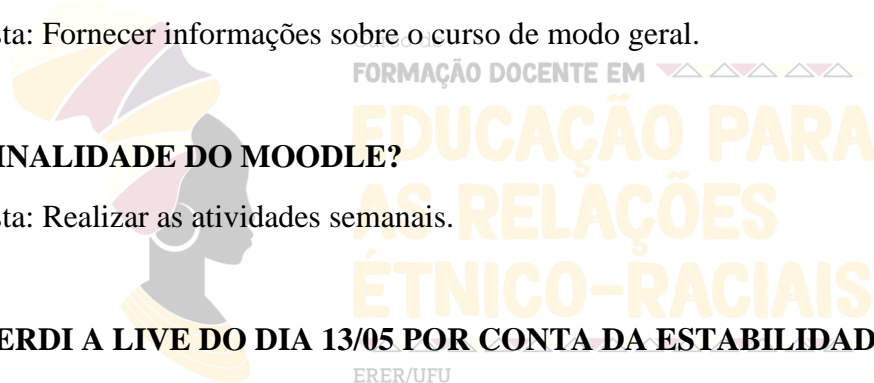 sta: Fornecer informações sobre o curso de modo geral.
FORMAÇÃO DOCENTE EM
EDUCAÇÃO PARA
INALIDADE DO MOODLE?
AS RELAÇÕES
sta: Realizar as atividades semanais.
ÉTNICO-RACIAIS
ERDI A LIVE DO DIA 13/05 POR CONTA DA ESTABILIDAD
ERER/UFU